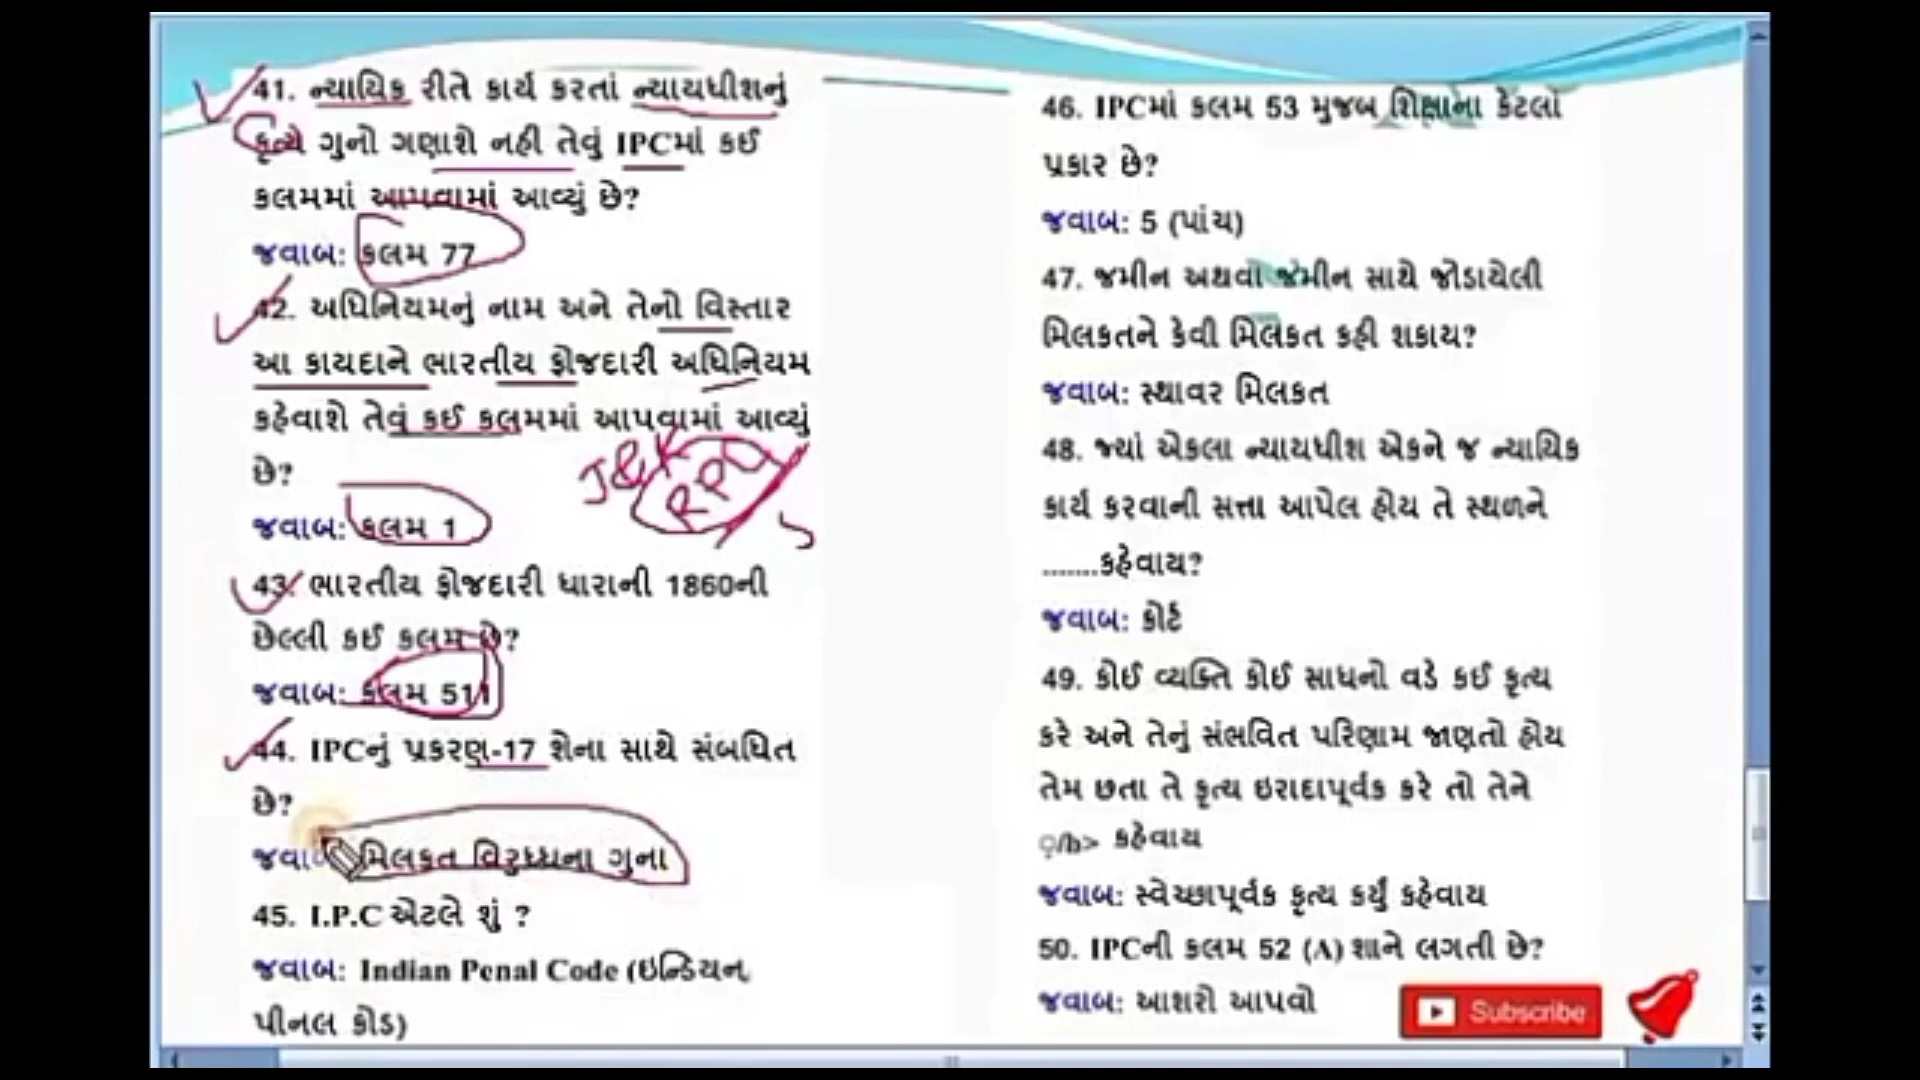 41. ન્યાયિક રીતે કાર્ય કરતાં ન્યાયધીશનું
કૃત્યે ગુનો ગણાશે નહી તેવું IPCમાં કઈ
કલમમાં આપવામાં આવ્યું છે?
જવાબ: કલમ 77
42. અધિનિયમનું નામ અને તેનો વિસ્તાર
આ કાયદાને ભારતીય ફોજદારી અધિનિયમ
કહેવાશે તેવું કઈ કલમમાં આપવામાં આવ્યું
છે?
J&K
RPC
જવાબ: કલમ 1
43. ભારતીય ફોજદારી ધારાની 1860ની
છેલ્લી કઈ કલમ છે?
જવાબ: કલમ 511
44. IPCનું પ્રકરણ-17 શેના સાથે સંબધિત
છે?
જવાબ મિલકત વિરુધ્ધના ગુના
45. I.P.C એટલે શું ?
જવાબ: Indian Penal Code (ઇન્ડિયન
પીનલ કોડ)
46. IPCમાં કલમ 53 મુજબ શિક્ષાના કેટલા
પ્રકાર છે?
જવાબ: 5 (પાંચ)
47. જમીન અથવા જમીન સાથે જોડાયેલી
મિલકતને કેવી મિલકત કહી શકાય?
જવાબ: સ્થાવર મિલકત
48. જ્યાં એકલા ન્યાયધીશ એકને જ ન્યાયિક
કાર્ય કરવાની સત્તા આપેલ હોય તે સ્થળને
.......કહેવાય?
જવાબ: કોર્ટ
49. કોઈ વ્યક્તિ કોઈ સાધનો વડે કઈ કૃત્ય
કરે અને તેનું સંભવિત પરિણામ જાણતો હોય
તેમ છતા તે કૃત્ય ઇરાદાપૂર્વક કરે તો તેને
/b> કહેવાય
જવાબ: સ્વેચ્છાપૂર્વક કૃત્ય કર્યું કહેવાય
50. IPCની કલમ 52 (A) શાને લગતી છે?
જવાબ: આશરો આપવો
Subscribe